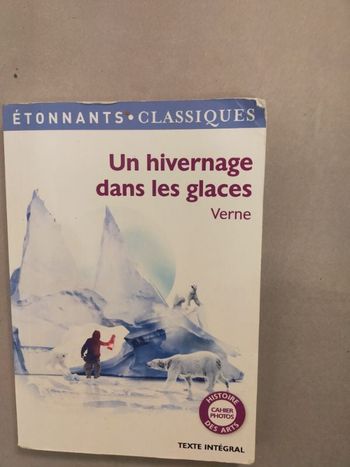 ÉTONNANTS • CLASSIQUES
Un hivernage
dans les glaces
Verne
HISTOIRE
CAHIER
PHOTOS
DES ARTS
TEXTE INTÉGRAL